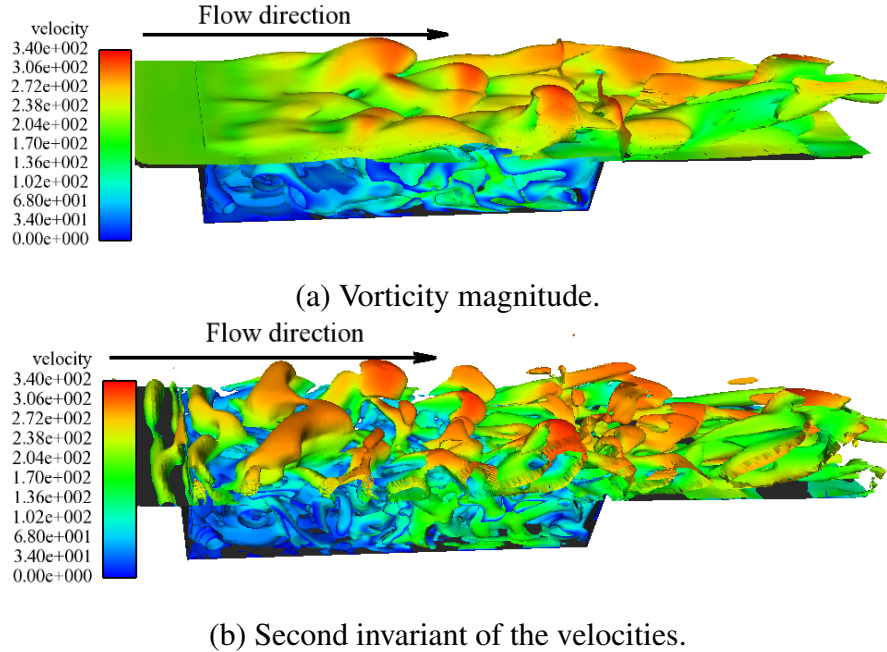 Flow direction
velocity
3.40e+002
3.06e+002
2.72e+002
2.38e+002
2.04e+002
1.70e+002
1.36e+002
1.02e+002
6.80e+001
3.40e+001
0.00e+000
(a) Vorticity magnitude.
Flow direction
velocity
3.40e+002
3.06e+002
2.72e+002
2.38e+002
2.04e+002
1.70e+002
1.36e+002
1.02e+002
6.80e+001
3.40e+001
0.00e+000
(b) Second invariant of the velocities.